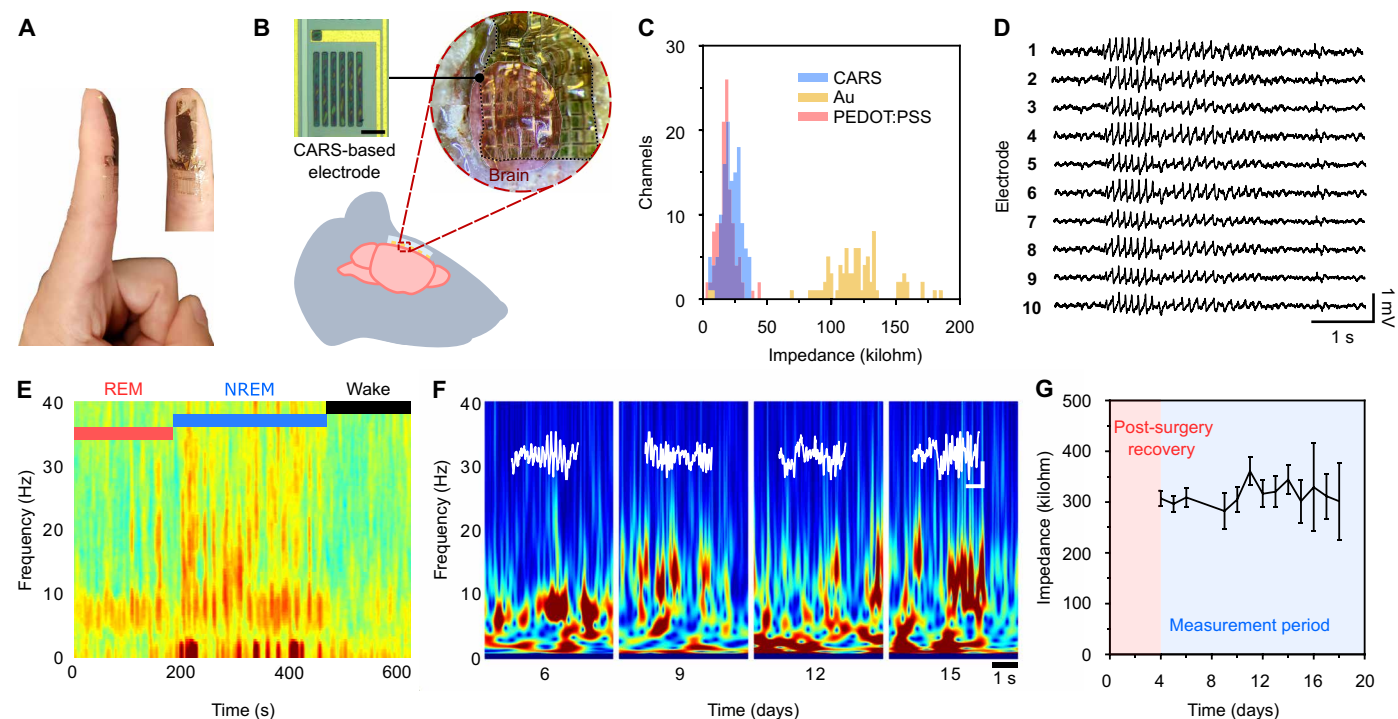 A
B
CARS-based
electrode
Brain
C
30
20
10
0
Channels
CARS
Au
PEDOT:PSS
0
50
100
150
200
Impedance (kilohm)
D
Electrode
1
2
3
4
5
6
7
8
9
10
1 mV
1 s
E
REM
NREM
Wake
40
30
20
10
0
Frequency (Hz)
0
200
400
600
Time (s)
F
40
30
20
10
0
Frequency (Hz)
6
9
12
15
1 s
Time (days)
G
500
400
300
200
100
0
Impedance (kilohm)
Post-surgery
recovery
Measurement period
0
4
8
12
16
20
Time (days)